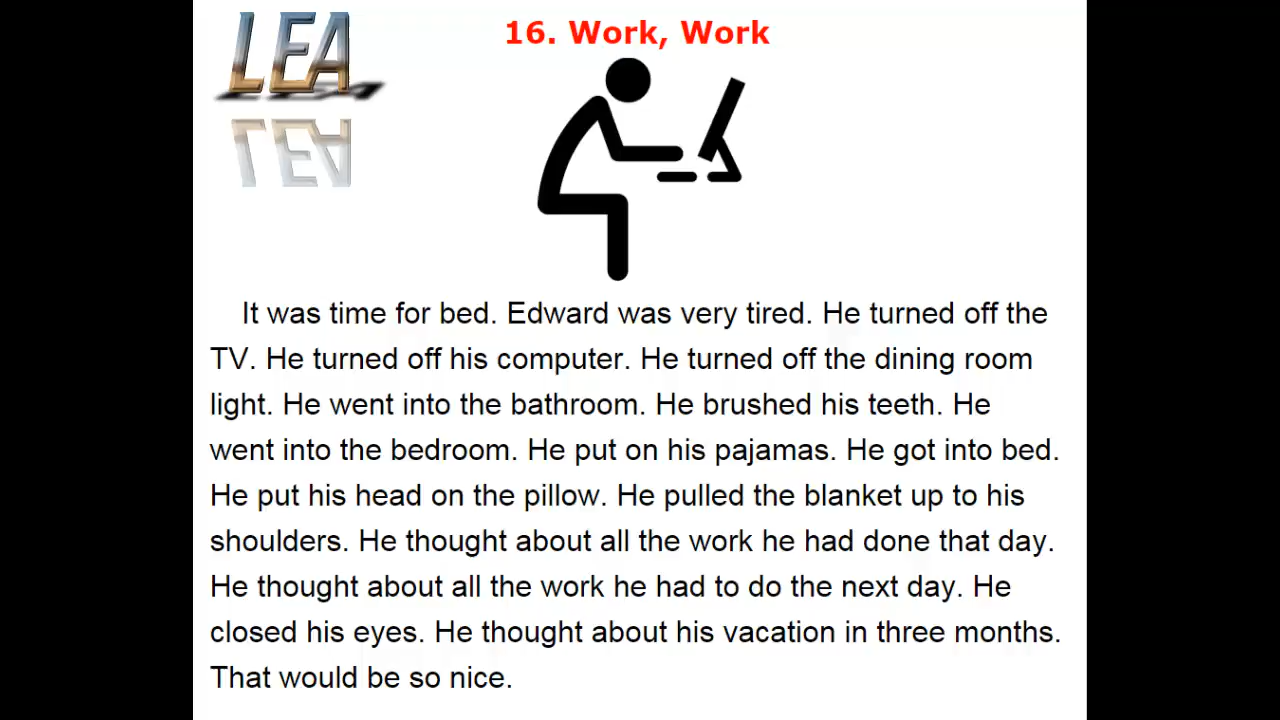 LEA
16. Work, Work
It was time for bed. Edward was very tired. He turned off the
TV. He turned off his computer. He turned off the dining room
light. He went into the bathroom. He brushed his teeth. He
went into the bedroom. He put on his pajamas. He got into bed.
He put his head on the pillow. He pulled the blanket up to his
shoulders. He thought about all the work he had done that day.
He thought about all the work he had to do the next day. He
closed his eyes. He thought about his vacation in three months.
That would be so nice.